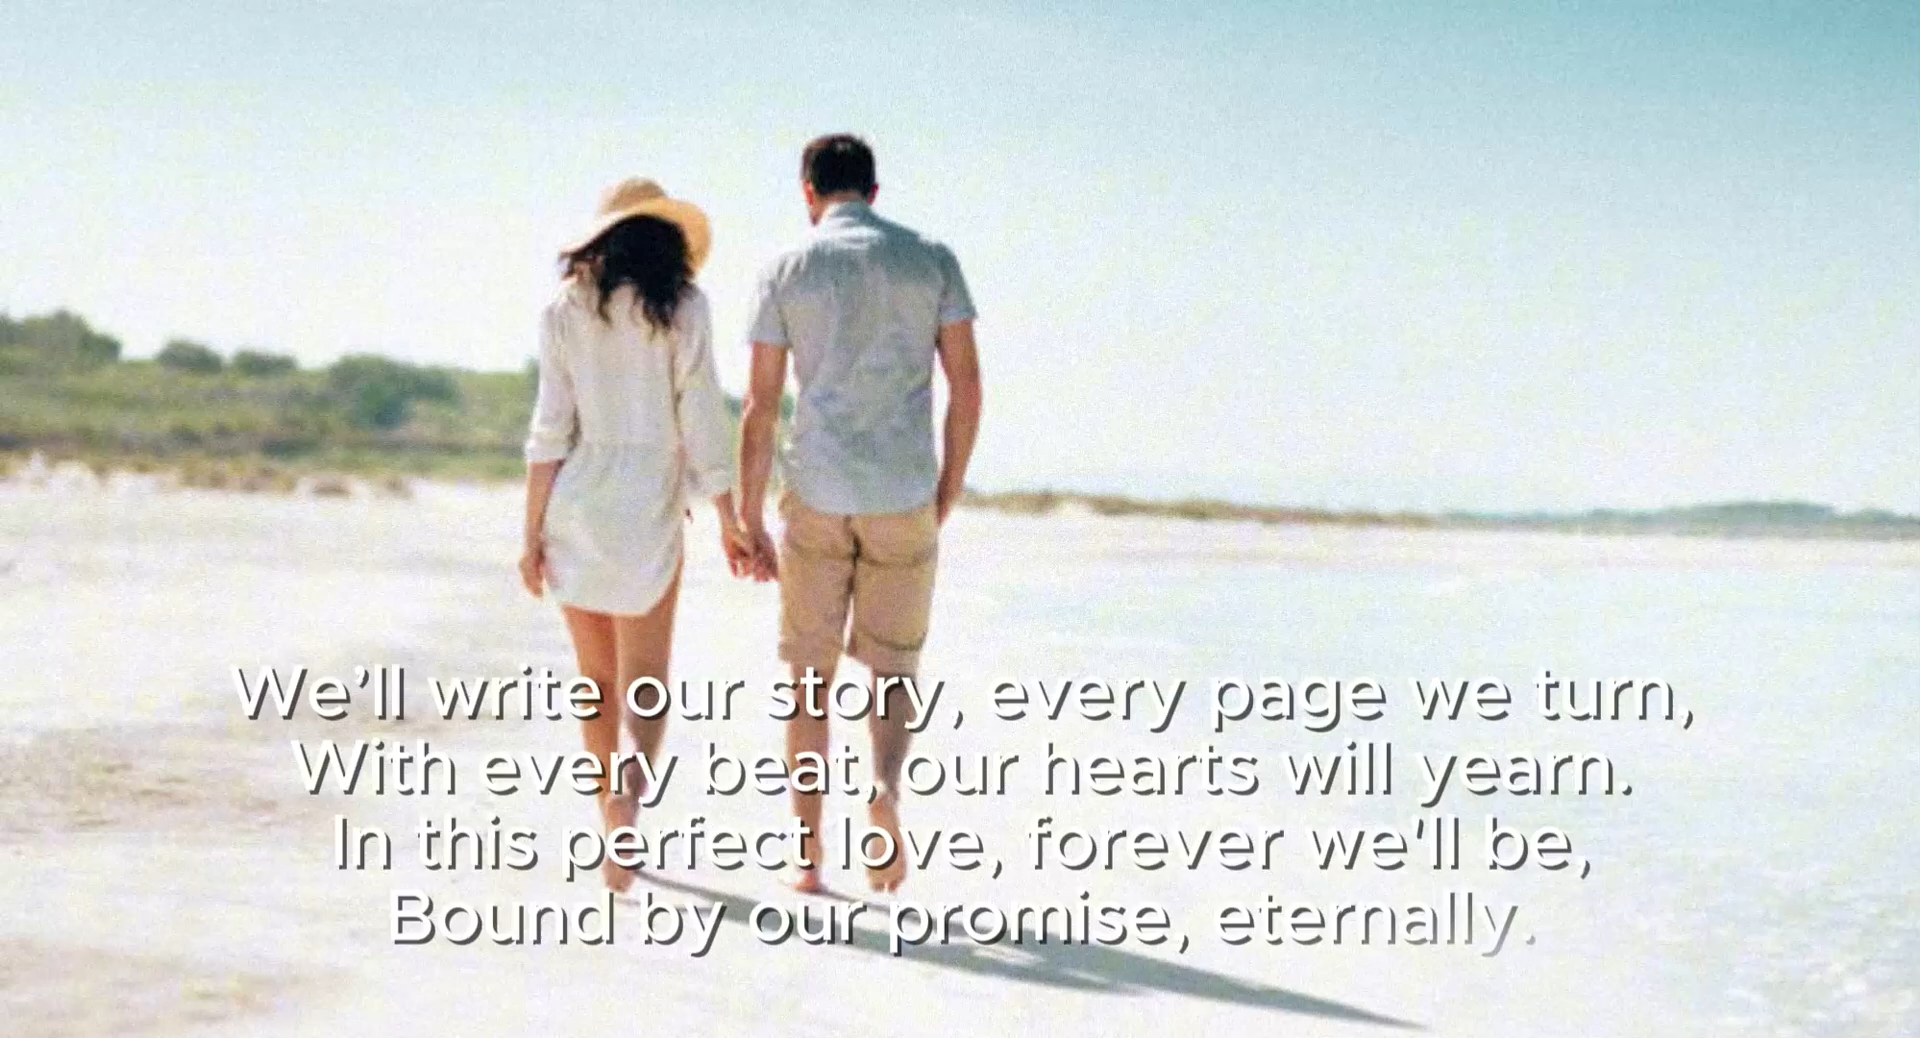 We’ll write our story, every page we turn,
With every beat, our hearts will yearn.
In this perfect love, forever we'll be,
Bound by our promise, eternally.